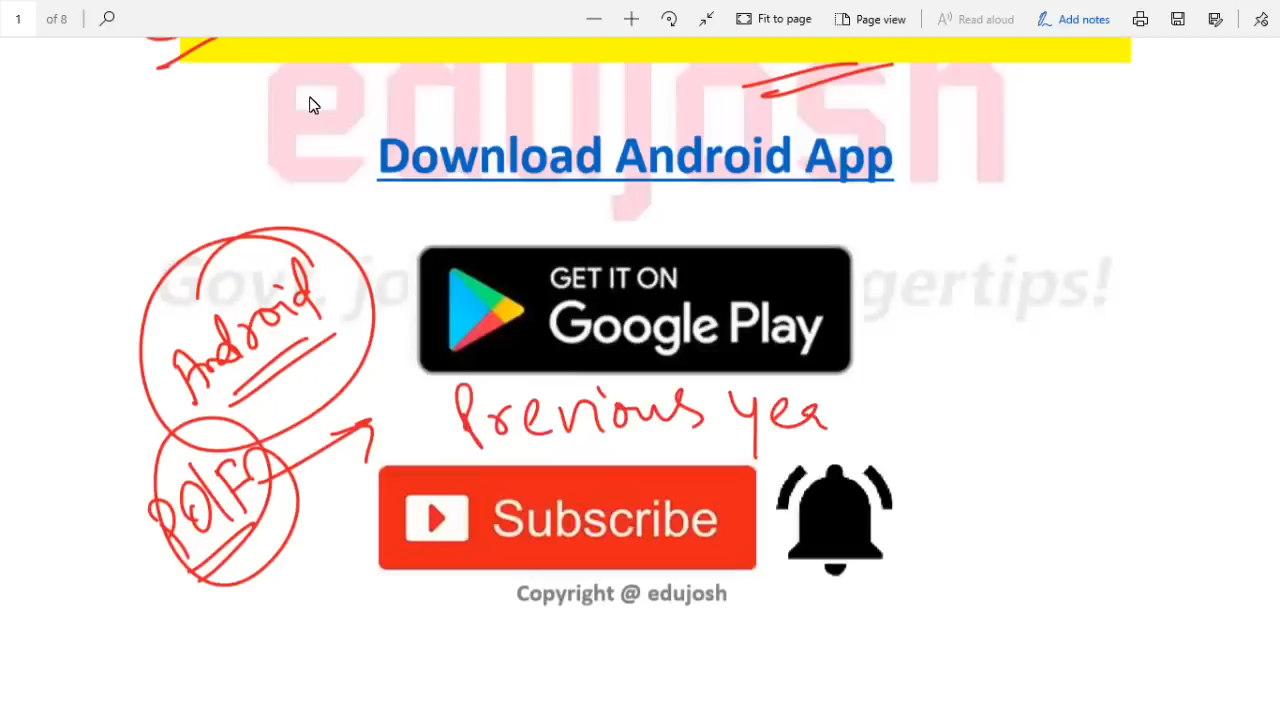 1 of 8 Fit to page Page view Read aloud Add notes
edujosh
Download Android App
GET IT ON
Google Play
Android
Previous yea
Subscribe
Copyright @ edujosh